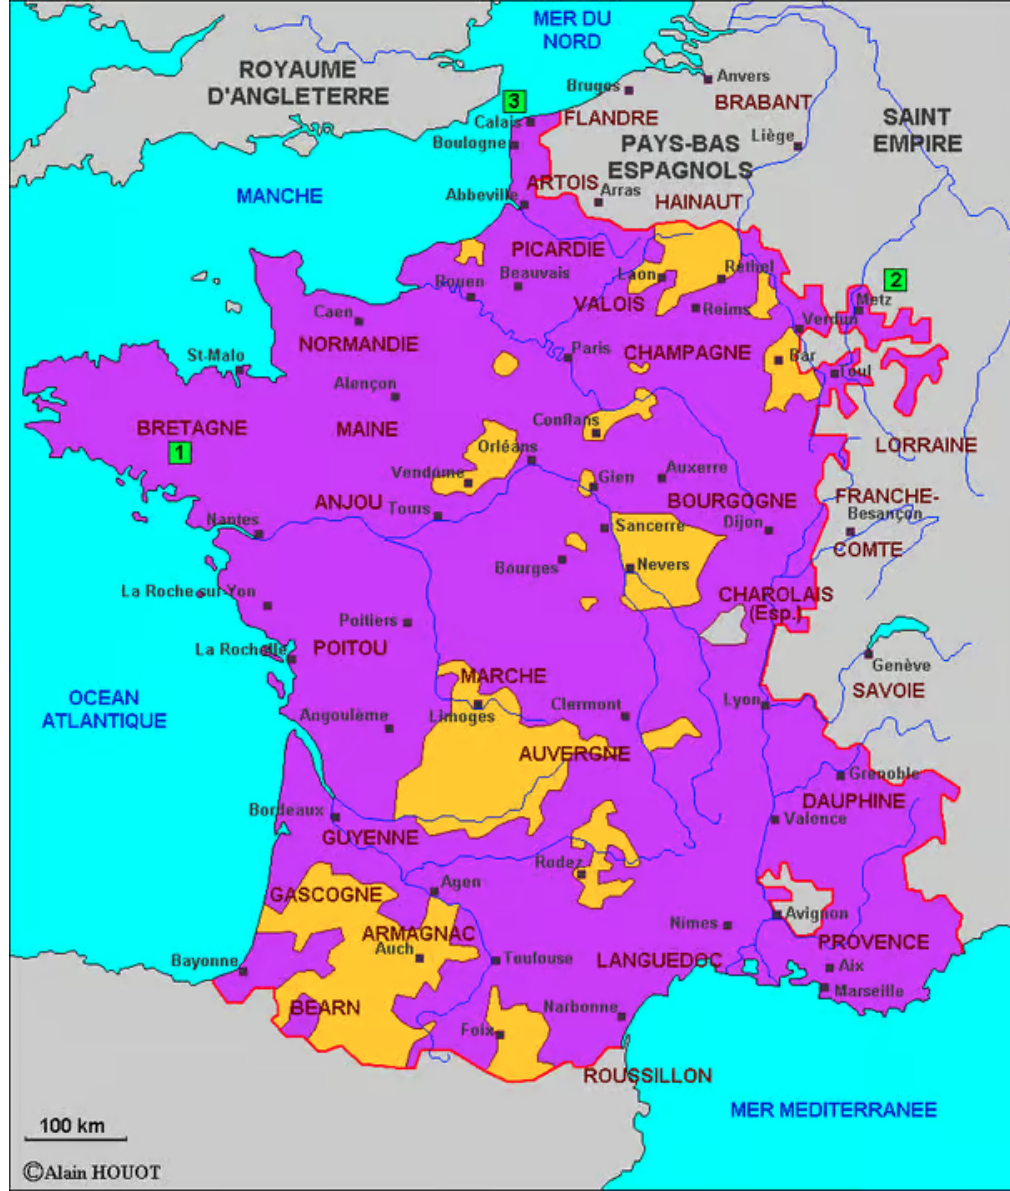 MER DU
NORD
ROYAUME
D'ANGLETERRE
3
Bruges
Anvers
BRABANT
Calais
FLANDRE
SAINT
EMPIRE
Boulogne
PAYS-BAS
ESPAGNOLS
Liège
MANCHE
ARTOIS
Arras
Abbeville
HAINAUT
PICARDIE
Beauvais
Laon
Réthel
2
Rouen
VALOIS
Reims
Metz
Caen
Verdun
NORMANDIE
Paris
CHAMPAGNE
Bar
St-Malo
Toul
Alençon
BRETAGNE
MAINE
Conflans
1
Orléans
LORRAINE
Vendôme
Gien
Auxerre
ANJOU
BOURGOGNE
FRANCHE-
COMTE
Tours
Besançon
Nantes
Sancerre
Dijon
Bourges
Nevers
La Roche sur Yon
CHAROLAIS
(Esp.)
Poitiers
La Rochelle
POITOU
Genève
MARCHE
SAVOIE
OCEAN
ATLANTIQUE
Limoges
Clermont
Lyon
Angoulème
AUVERGNE
Grenoble
DAUPHINE
Bordeaux
Valence
GUYENNE
Rodez
GASCOGNE
Agen
Avignon
ARMAGNAC
Nimes
PROVENCE
Auch
Bayonne
Toulouse
LANGUEDOC
Aix
Marseille
BEARN
Narbonne
Foix
ROUSSILLON
MER MEDITERRANEE
100 km
©Alain HOUOT